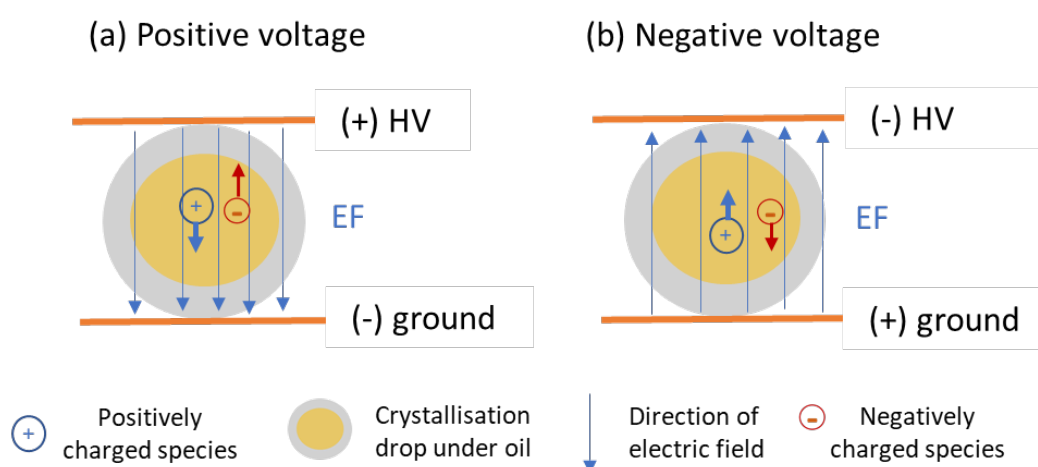 (a) Positive voltage
(b) Negative voltage
(+) HV
(-) HV
+
-
EF
-
+
EF
(-) ground
(+) ground
+
Positively
charged species
Crystallisation
drop under oil
Direction of
electric field
-
Negatively
charged species